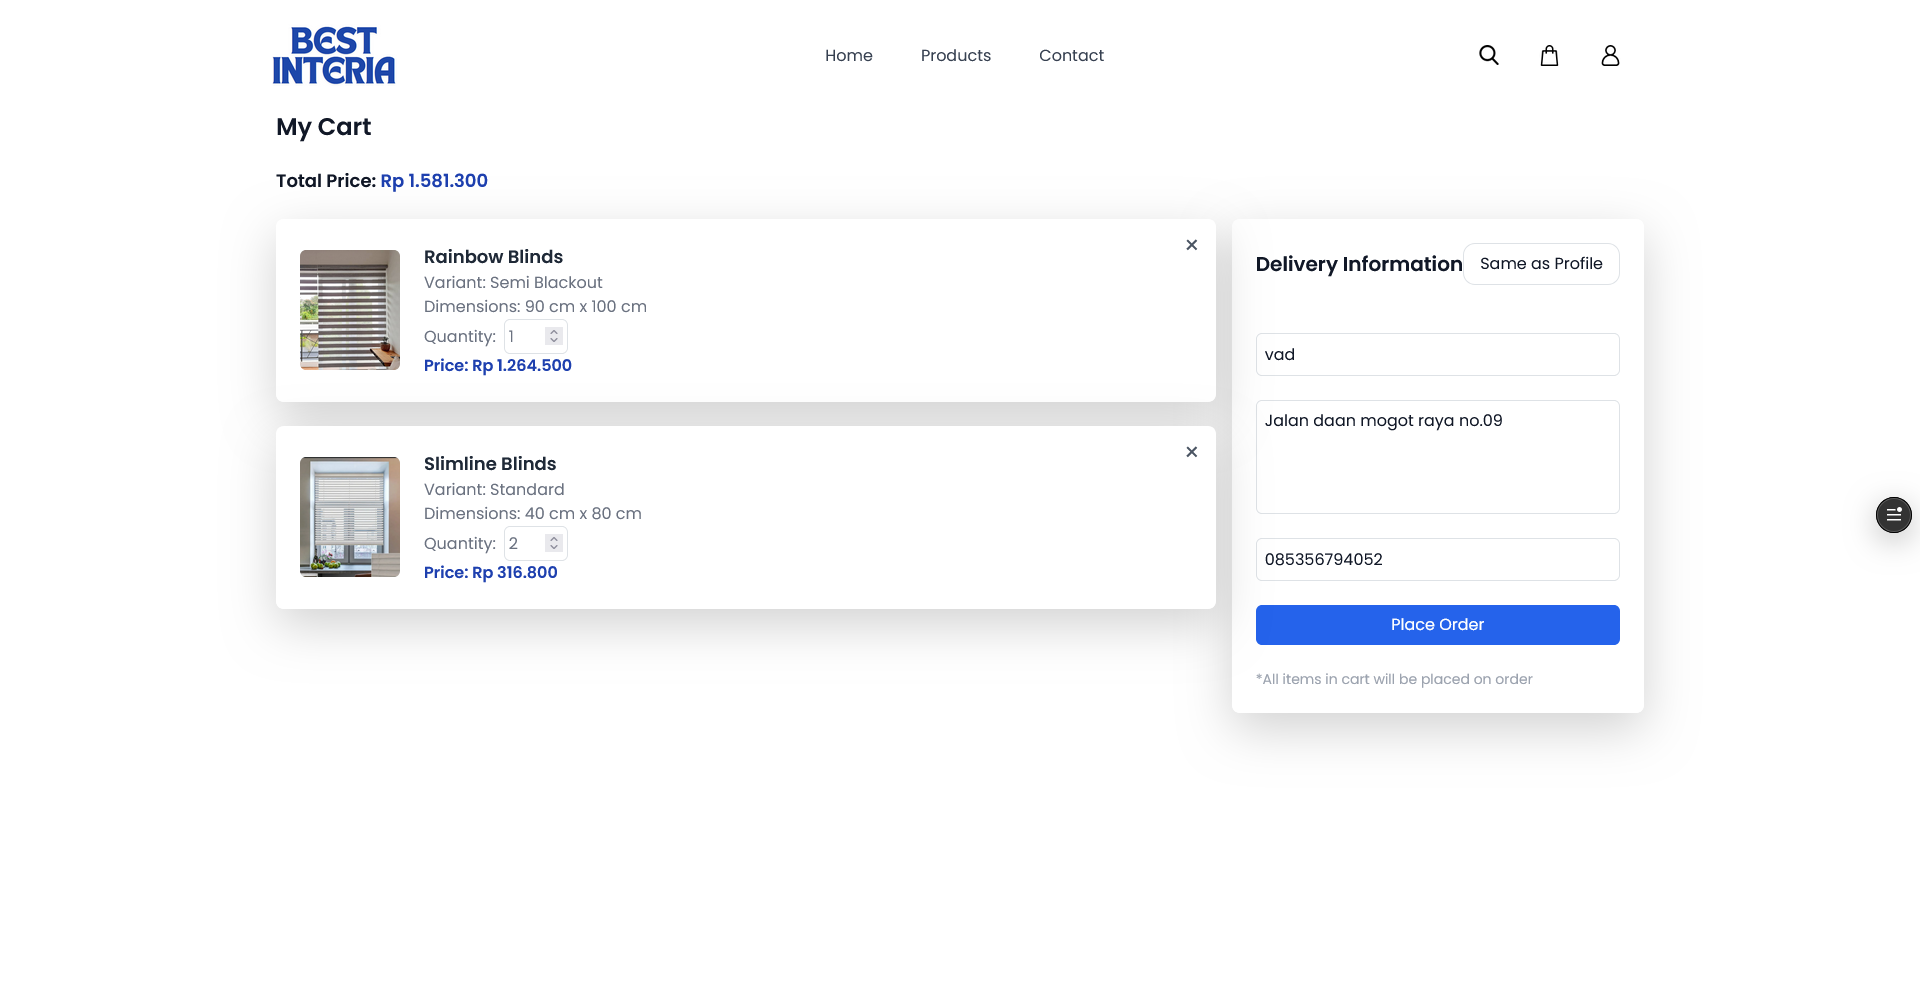 BEST
INTERIA
Home
Products
Contact
My Cart
Total Price: Rp 1.581.300
Rainbow Blinds
Variant: Semi Blackout
Dimensions: 90 cm x 100 cm
Quantity: 1
Price: Rp 1.264.500
Slimline Blinds
Variant: Standard
Dimensions: 40 cm x 80 cm
Quantity: 2
Price: Rp 316.800
Delivery Information
Same as Profile
vad
Jalan daan mogot raya no.09
085356794052
Place Order
*All items in cart will be placed on order